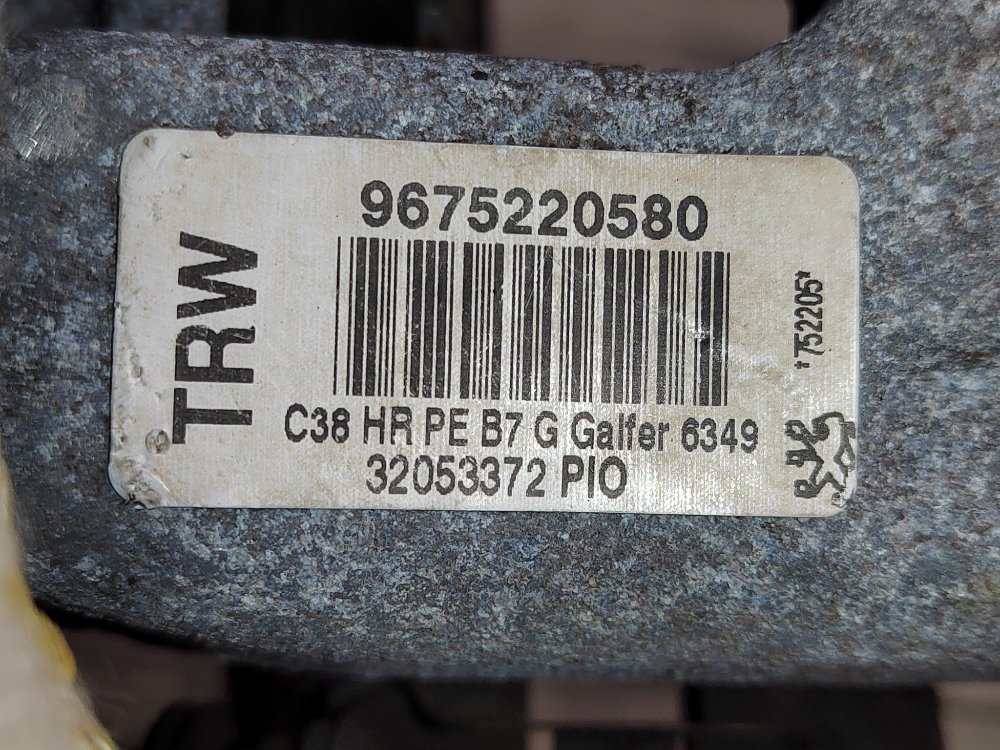 9675220580
TRW
C38 HR PE B7 G Galfer 6349
32053372 PIO
*752205*